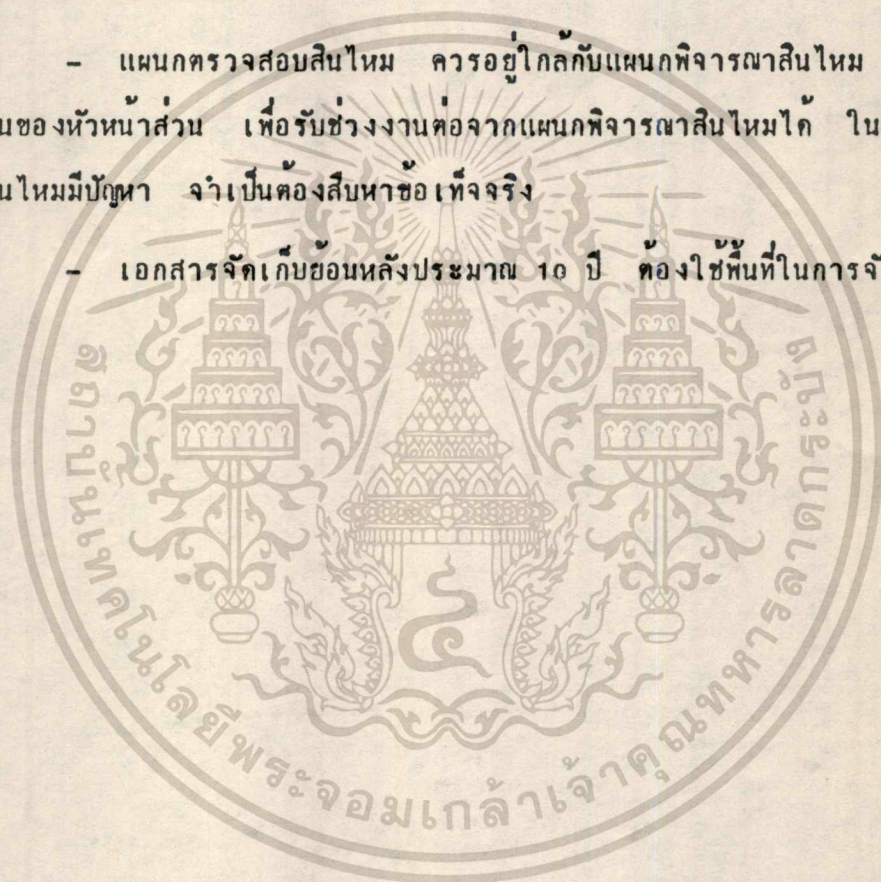 - แผนกตรวจสอบสินไหม ควรอยู่ใกล้กับแผนกพิจารณาสินไหม
นของหัวหน้าส่วน เพื่อรับช่วงงานต่อจากแผนกพิจารณาสินไหมได้ ใน
นไหมมีปัญหา จำเป็นต้องสืบหาข้อเท็จจริง
- เอกสารจัดเก็บย้อนหลังประมาณ 10 ปี ต้องใช้พื้นที่ในการจั
สถาบันเทคโนโลยีพระจอมเกล้าเจ้าคุณทหารลาดกระบัง